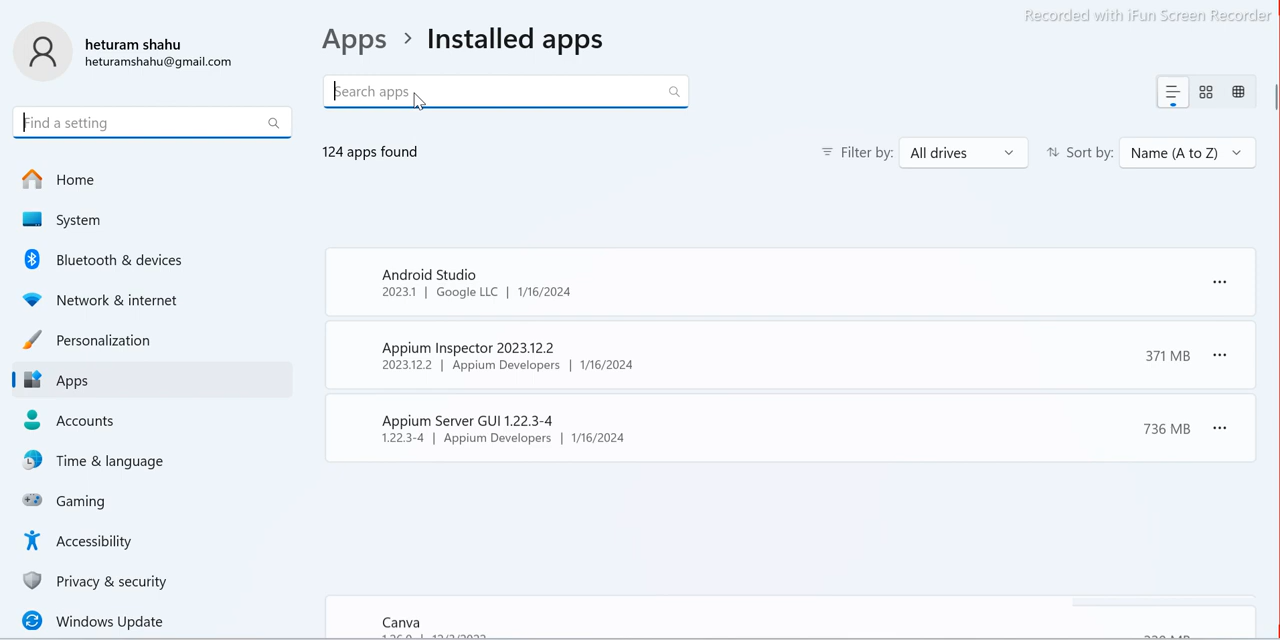 Recorded with iFun Screen Recorder
heturam shahu
heturamshahu@gmail.com
Find a setting
Home
System
Bluetooth & devices
Network & internet
Personalization
Apps
Accounts
Time & language
Gaming
Accessibility
Privacy & security
Windows Update
Apps > Installed apps
Search apps
124 apps found
Filter by: All drives
Sort by: Name (A to Z)
Android Studio
2023.1 | Google LLC | 1/16/2024
Appium Inspector 2023.12.2
2023.12.2 | Appium Developers | 1/16/2024
371 MB
Appium Server GUI 1.22.3-4
1.22.3-4 | Appium Developers | 1/16/2024
736 MB
Canva